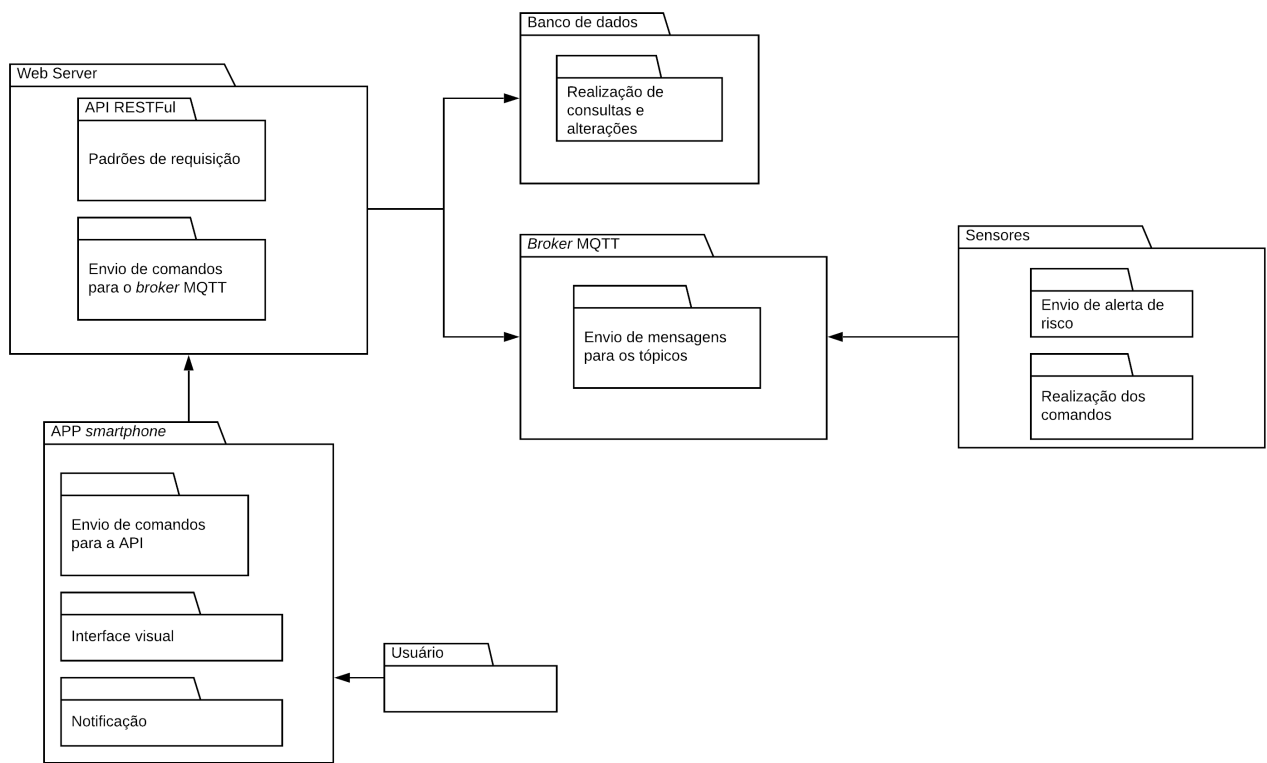 Banco de dados
Realização de
consultas e
alterações
Web Server
API RESTFul
Padrões de requisição
Envio de comandos
para o broker MQTT
Broker MQTT
Envio de mensagens
para os tópicos
Sensores
Envio de alerta de
risco
Realização dos
comandos
APP smartphone
Envio de comandos
para a API
Interface visual
Notificação
Usuário